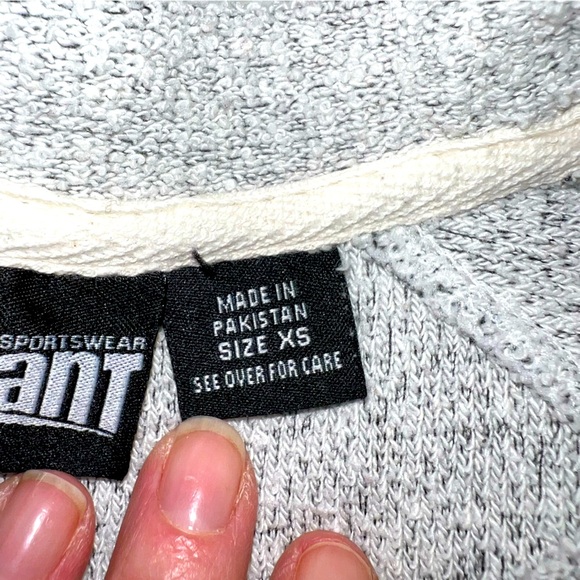 SPORTSWEAR
ANT
MADE IN
PAKISTAN
SIZE XS
SEE OVER FOR CARE